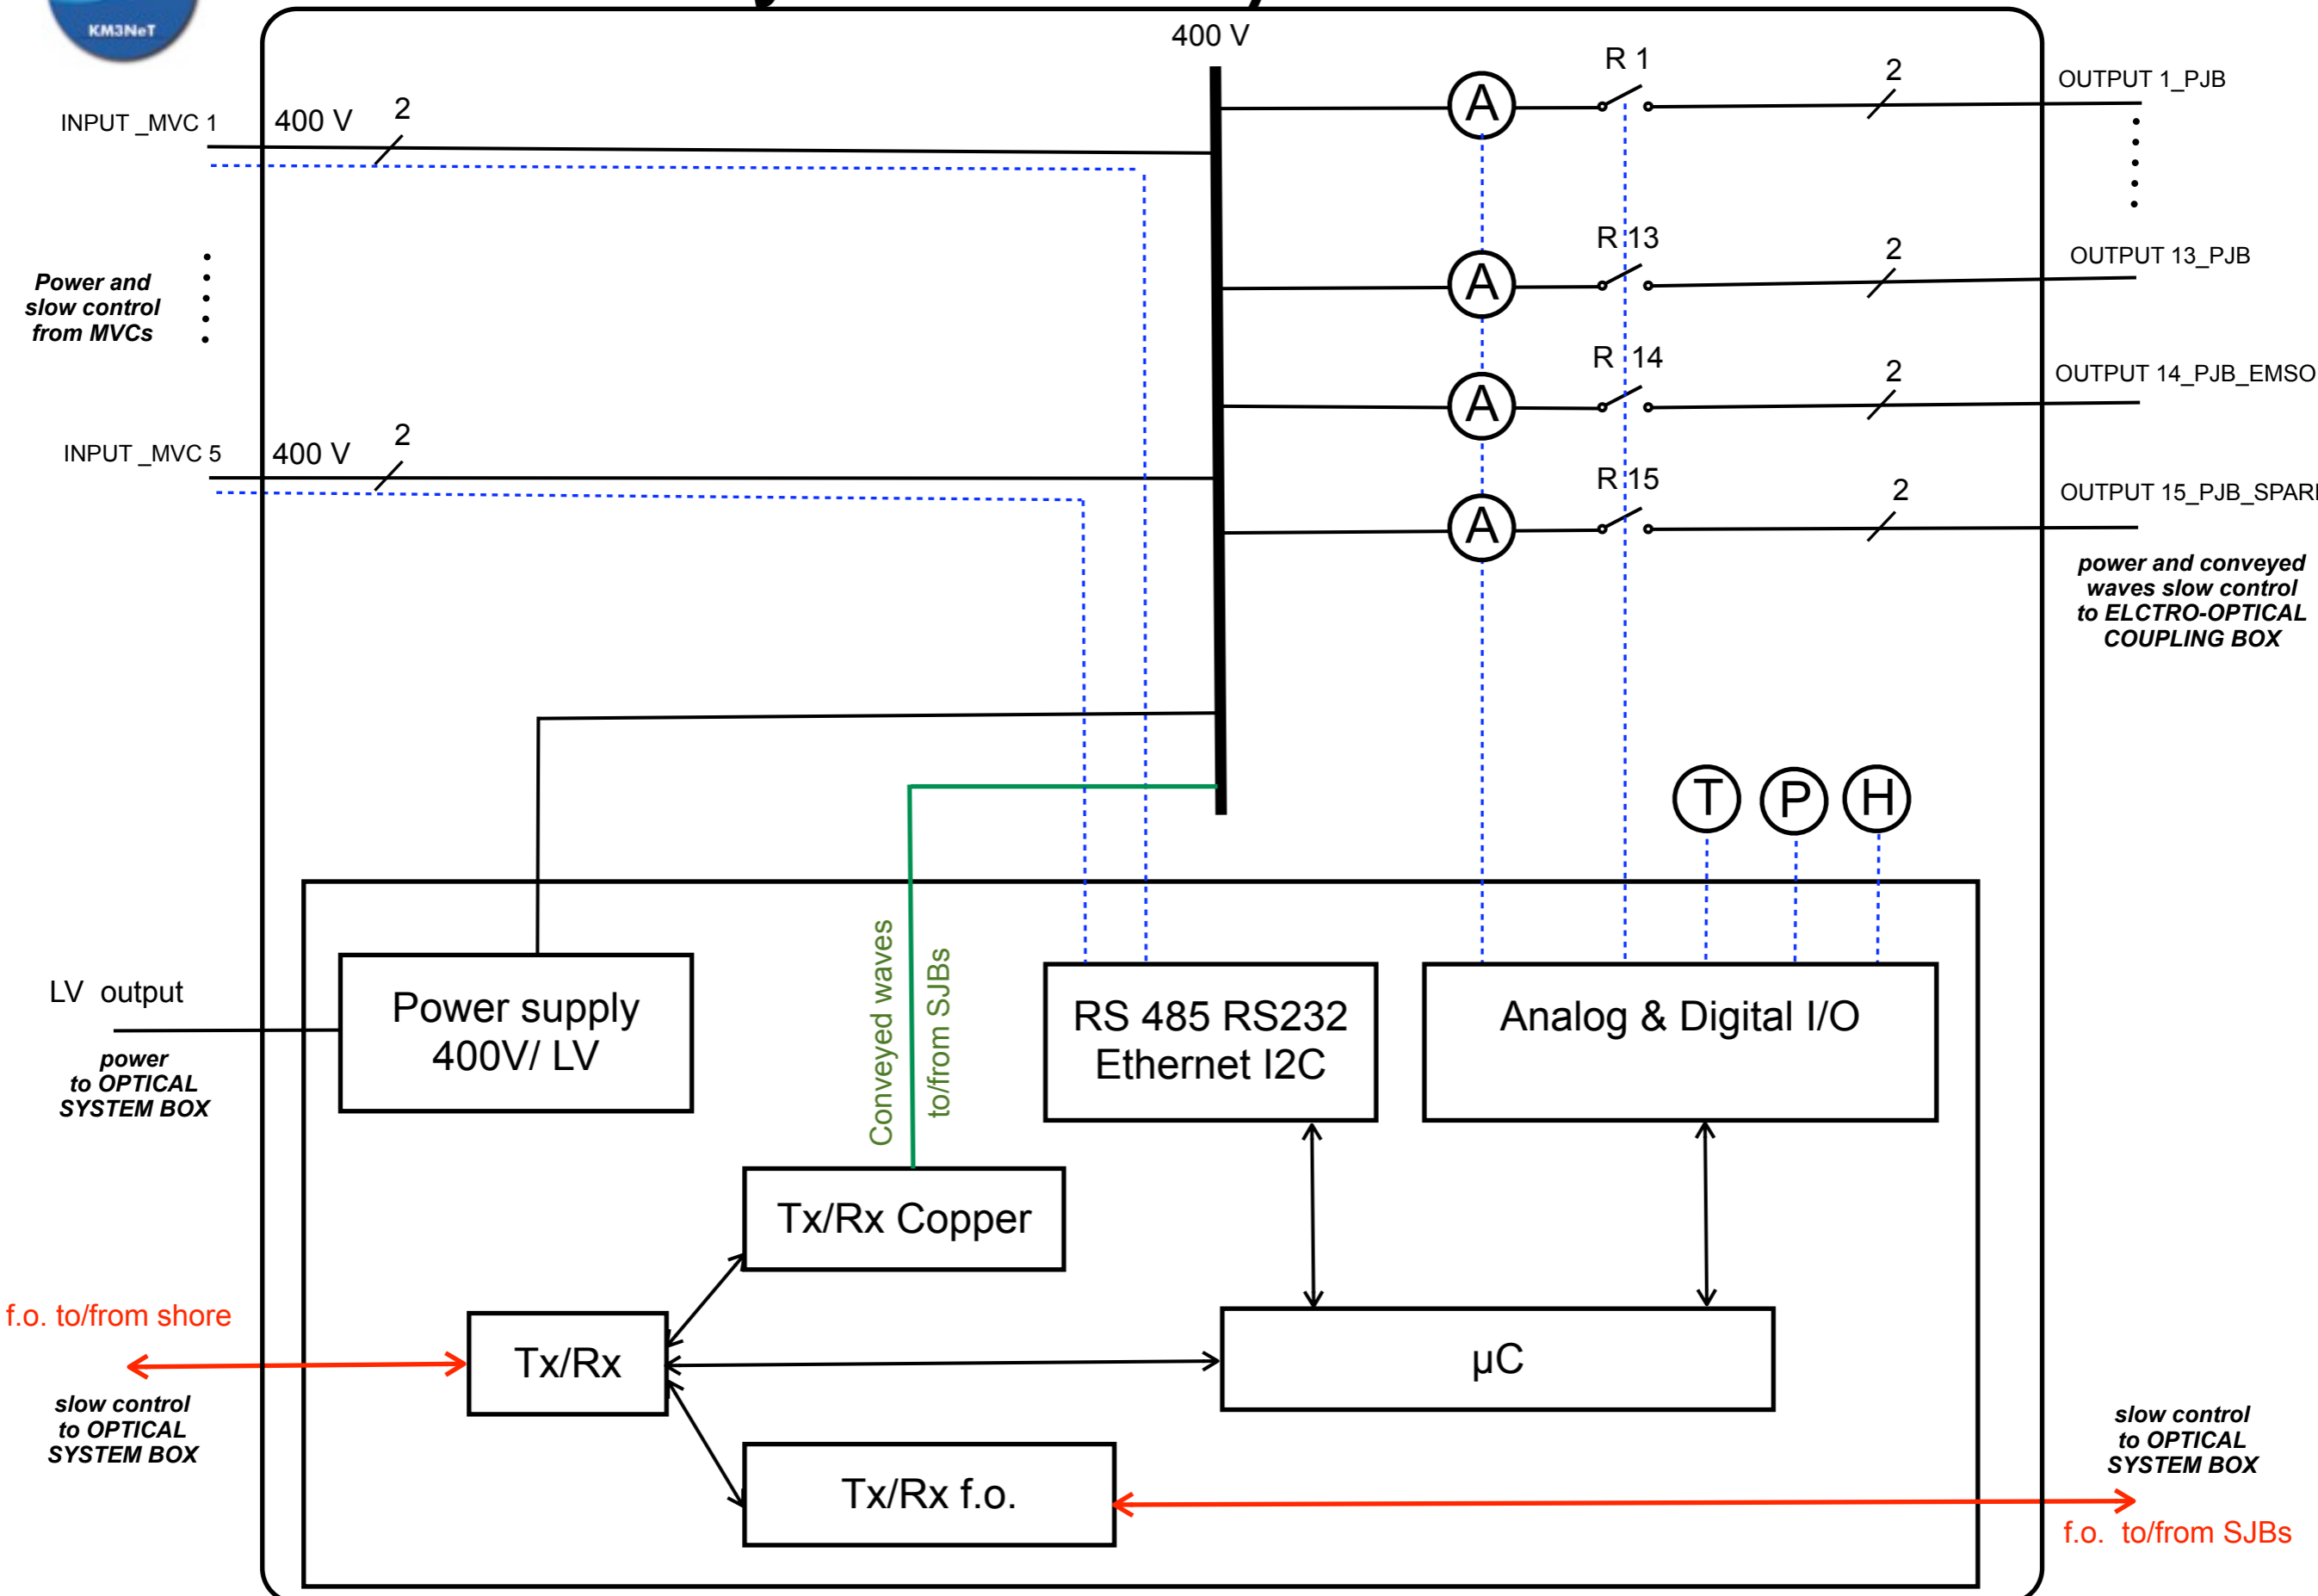 KM3NeT
400 V
INPUT _MVC 1
400 V
2
R 1
2
OUTPUT 1_PJB
R 13
2
OUTPUT 13_PJB
Power and
slow control
from MVCs
R 14
2
OUTPUT 14_PJB_EMSO
INPUT _MVC 5
400 V
2
R 15
2
OUTPUT 15_PJB_SPAR
A
A
A
A
power and conveyed
waves slow control
to ELCTRO-OPTICAL
COUPLING BOX
T
P
H
LV output
power
to OPTICAL
SYSTEM BOX
Power supply
400V/ LV
Conveyed waves
to/from SJBs
RS 485 RS232
Ethernet I2C
Analog & Digital I/O
Tx/Rx Copper
f.o. to/from shore
slow control
to OPTICAL
SYSTEM BOX
Tx/Rx
µC
Tx/Rx f.o.
slow control
to OPTICAL
SYSTEM BOX
f.o. to/from SJBs